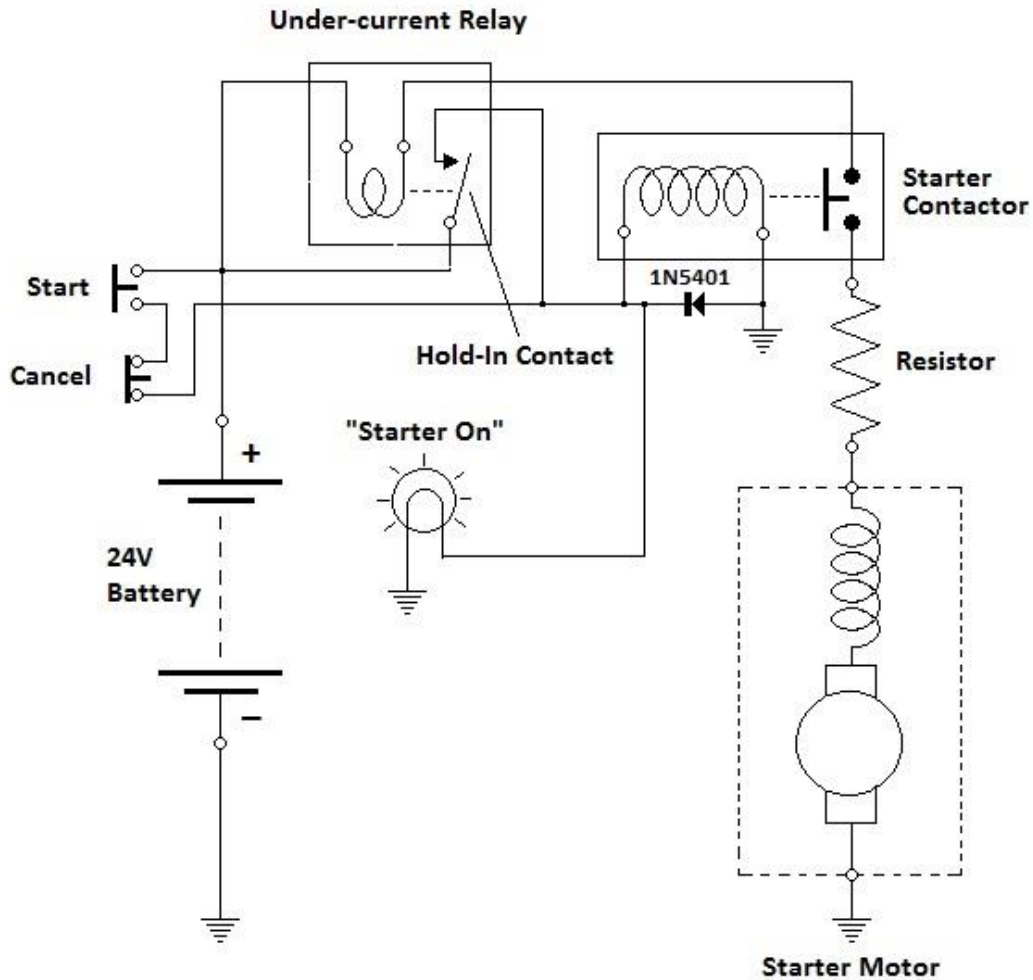 Under-current Relay
Starter
Contactor
Start
1N5401
Hold-In Contact
Cancel
Resistor
"Starter On"
+
24V
Battery
–
Starter Motor